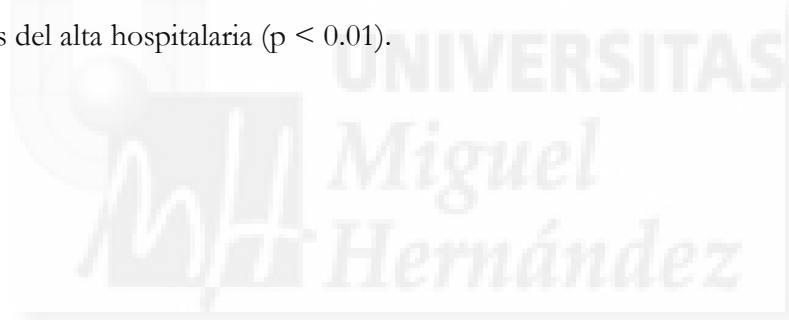 s del alta hospitalaria (p < 0.01).
UNIVERSITAS
Miguel
Hernández